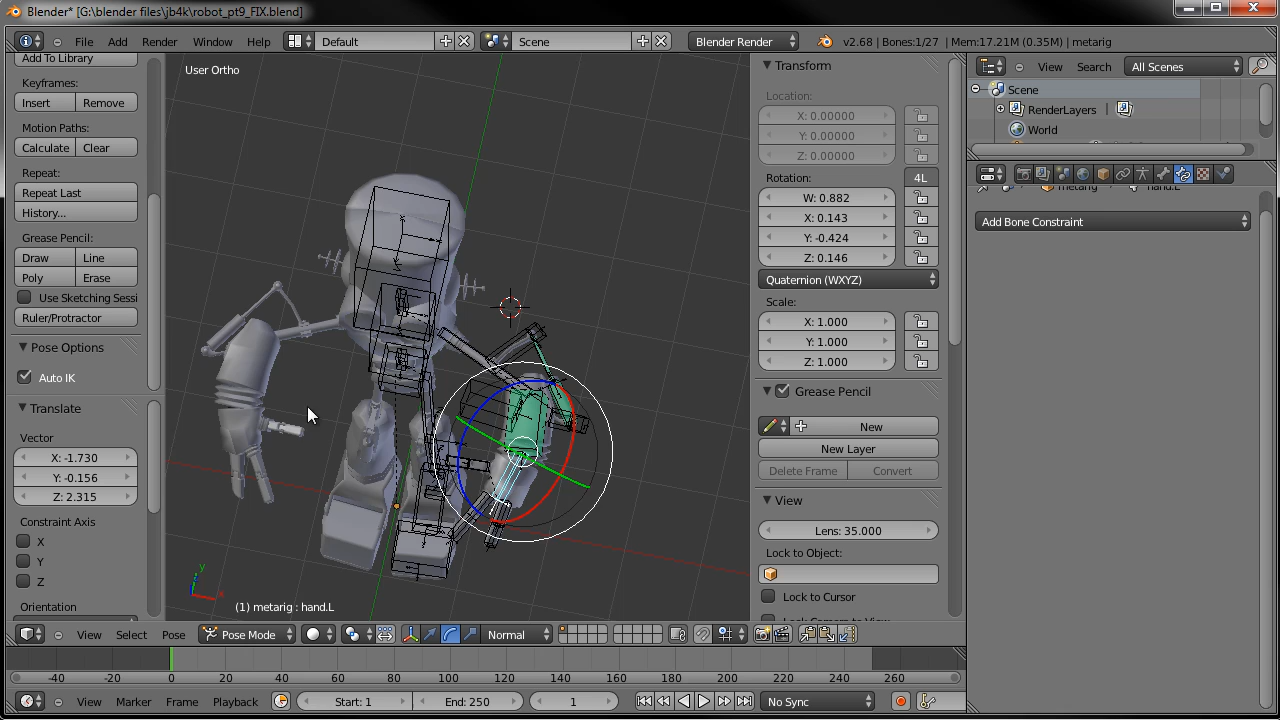 Blender* [G:\blender files\jb4k\robot_pt9_FIX.blend]
File Add Render Window Help Default Scene Blender Render v2.68 | Bones:1/27 | Mem:17.21M (0.35M) | metarig
View Search All Scenes
Scene
RenderLayers |
World
metarig hand.L
Add Bone Constraint
Add To Library
Keyframes:
Insert Remove
Motion Paths:
Calculate Clear
Repeat:
Repeat Last
History...
Grease Pencil:
Draw Line
Poly Erase
Use Sketching Sessi
Ruler/Protractor
Pose Options
Auto IK
Translate
Vector
X: -1.730
Y: -0.156
Z: 2.315
Constraint Axis
X
Y
Z
Orientation
User Ortho
y
(1) metarig : hand.L
Transform
Location:
X: 0.00000
Y: 0.00000
Z: 0.00000
Rotation: 4L
W: 0.882
X: 0.143
Y: -0.424
Z: 0.146
Quaternion (WXYZ)
Scale:
X: 1.000
Y: 1.000
Z: 1.000
Grease Pencil
New
New Layer
Delete Frame Convert
View
Lens: 35.000
Lock to Object:
Lock to Cursor
Lock Camera to View
View Select Pose Pose Mode Normal
-40 -20 0 20 40 60 80 100 120 140 160 180 200 220 240 260
View Marker Frame Playback Start: 1 End: 250 1 No Sync